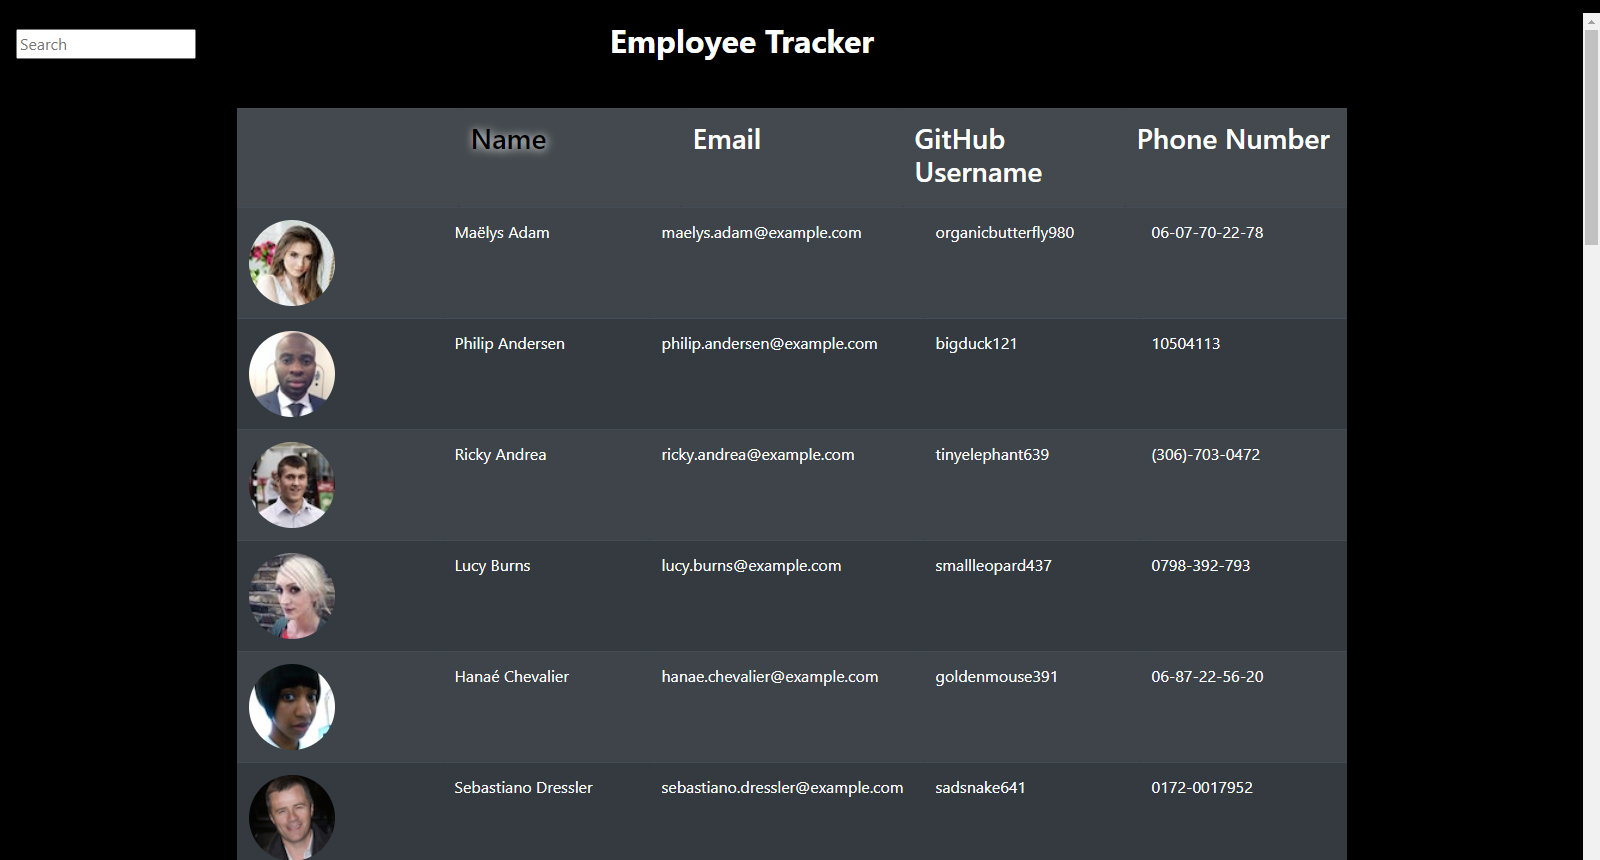 Search
Employee Tracker
Name Email GitHub Username Phone Number
Maëlys Adam maelys.adam@example.com organicbutterfly980 06-07-70-22-78
Philip Andersen philip.andersen@example.com bigduck121 10504113
Ricky Andrea ricky.andrea@example.com tinyelephant639 (306)-703-0472
Lucy Burns lucy.burns@example.com smallleopard437 0798-392-793
Hanaé Chevalier hanae.chevalier@example.com goldenmouse391 06-87-22-56-20
Sebastiano Dressler sebastiano.dressler@example.com sadsnake641 0172-0017952